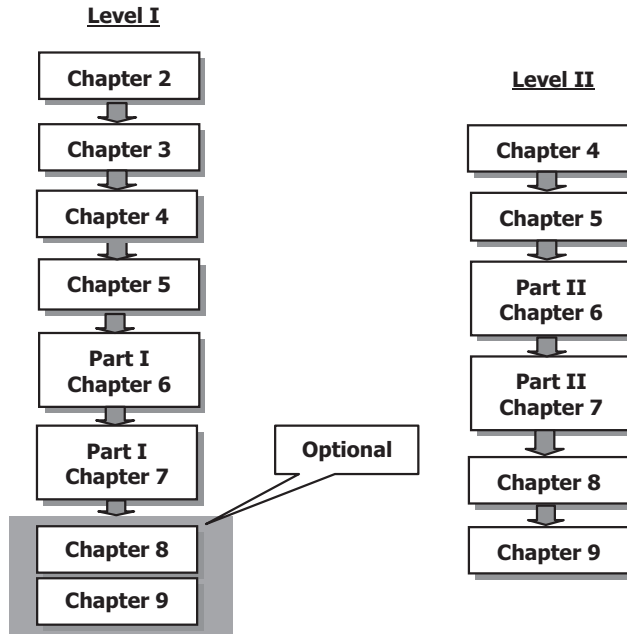 Level I
Chapter 2
Chapter 3
Chapter 4
Chapter 5
Part I
Chapter 6
Part I
Chapter 7
Optional
Chapter 8
Chapter 9
Level II
Chapter 4
Chapter 5
Part II
Chapter 6
Part II
Chapter 7
Chapter 8
Chapter 9